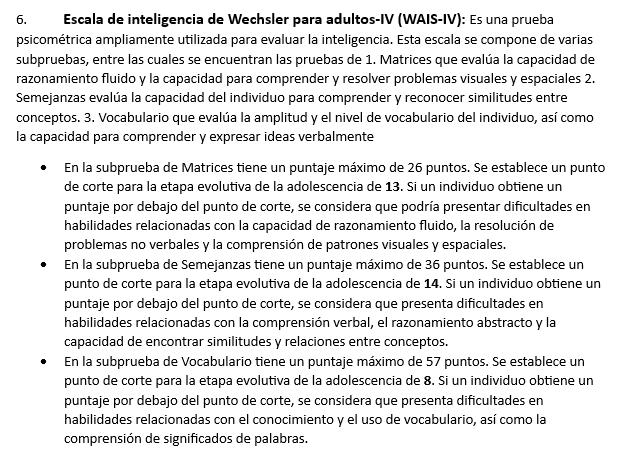 6. Escala de inteligencia de Wechsler para adultos-IV (WAIS-IV): Es una prueba
psicométrica ampliamente utilizada para evaluar la inteligencia. Esta escala se compone de varias
subpruebas, entre las cuales se encuentran las pruebas de 1. Matrices que evalúa la capacidad de
razonamiento fluido y la capacidad para comprender y resolver problemas visuales y espaciales 2.
Semejanzas evalúa la capacidad del individuo para comprender y reconocer similitudes entre
conceptos. 3. Vocabulario que evalúa la amplitud y el nivel de vocabulario del individuo, así como
la capacidad para comprender y expresar ideas verbalmente
• En la subprueba de Matrices tiene un puntaje máximo de 26 puntos. Se establece un punto
de corte para la etapa evolutiva de la adolescencia de 13. Si un individuo obtiene un
puntaje por debajo del punto de corte, se considera que podría presentar dificultades en
habilidades relacionadas con la capacidad de razonamiento fluido, la resolución de
problemas no verbales y la comprensión de patrones visuales y espaciales.
• En la subprueba de Semejanzas tiene un puntaje máximo de 36 puntos. Se establece un
punto de corte para la etapa evolutiva de la adolescencia de 14. Si un individuo obtiene un
puntaje por debajo del punto de corte, se considera que presenta dificultades en
habilidades relacionadas con la comprensión verbal, el razonamiento abstracto y la
capacidad de encontrar similitudes y relaciones entre conceptos.
• En la subprueba de Vocabulario tiene un puntaje máximo de 57 puntos. Se establece un
punto de corte para la etapa evolutiva de la adolescencia de 8. Si un individuo obtiene un
puntaje por debajo del punto de corte, se considera que presenta dificultades en
habilidades relacionadas con el conocimiento y el uso de vocabulario, así como la
comprensión de significados de palabras.